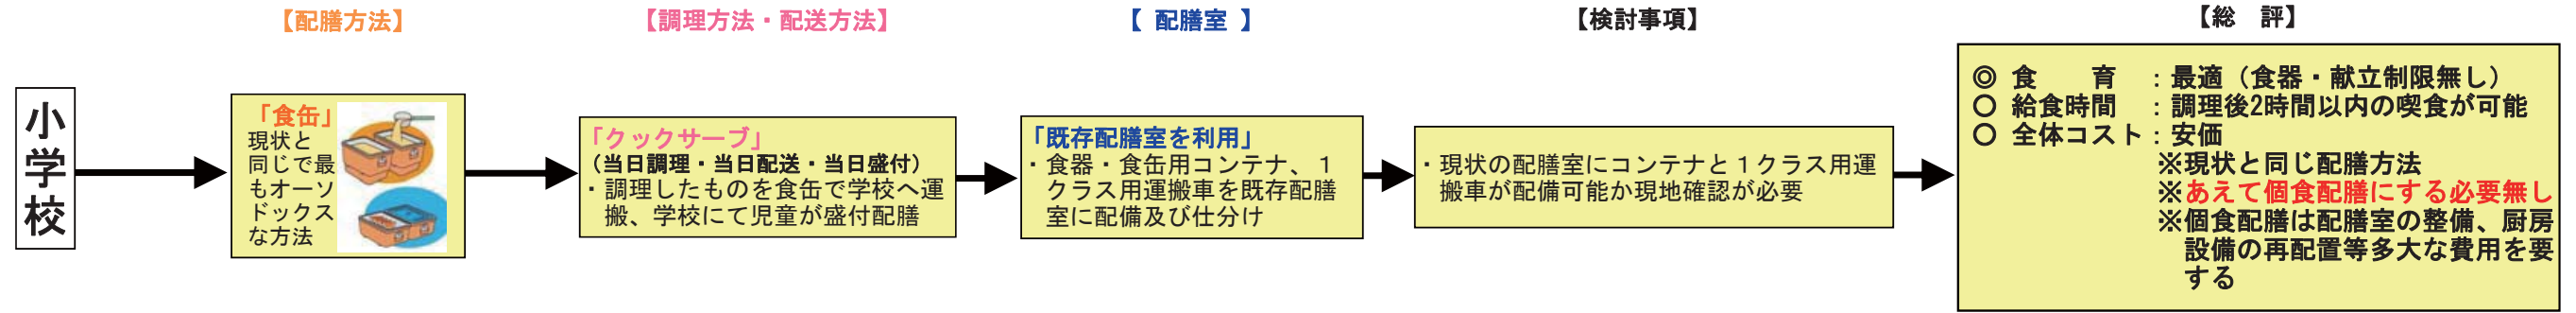 【配膳方法】
【調理方法・配送方法】
【 配膳室 】
【検討事項】
【総　評】
小学校
「食缶」
現状と
同じで最
もオーソ
ドックス
な方法
「クックサーブ」
（当日調理・当日配送・当日盛付）
・調理したものを食缶で学校へ運
搬、学校にて児童が盛付配膳
「既存配膳室を利用」
・食器・食缶用コンテナ、１
クラス用運搬車を既存配膳
室に配備及び仕分け
・現状の配膳室にコンテナと１クラス用運
搬車が配備可能か現地確認が必要
◎ 食　　育　：最適（食器・献立制限無し）
○ 給食時間　：調理後2時間以内の喫食が可能
○ 全体コスト：安価
※現状と同じ配膳方法
※あえて個食配膳にする必要無し
※個食配膳は配膳室の整備、厨房
設備の再配置等多大な費用を要
する